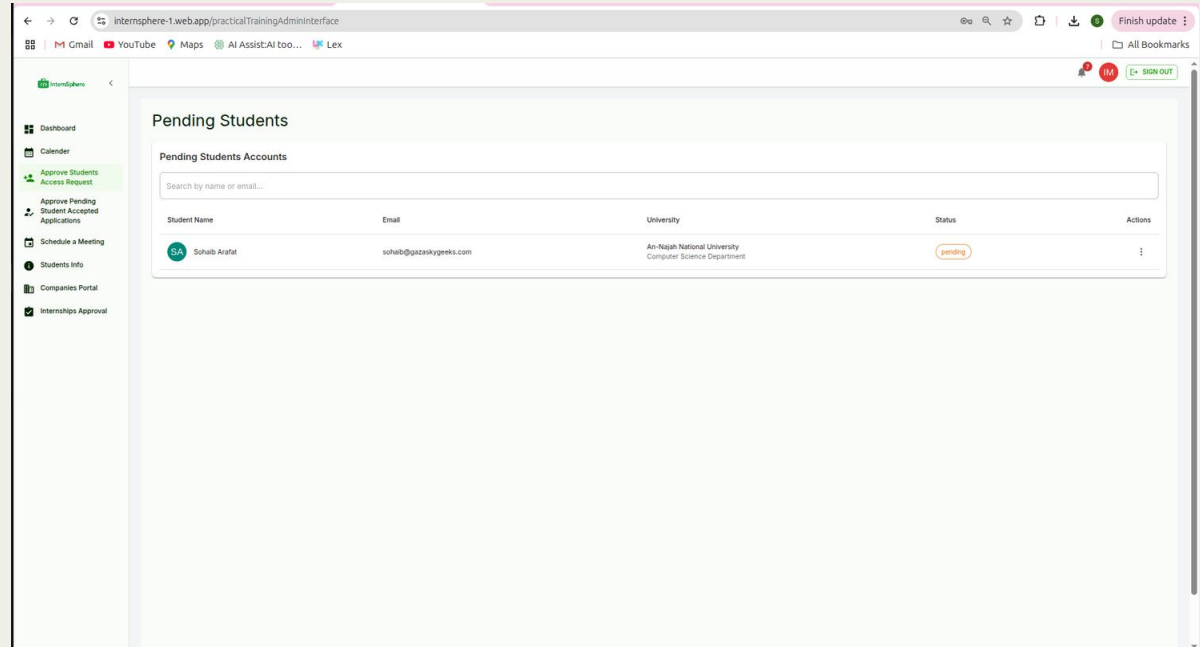 internsphere-1.web.app/practicalTrainingAdminInterface
S
Finish update
Gmail YouTube Maps AI Assist:AI too... Lex
All Bookmarks
InternSphere
7
IM
SIGN OUT
Dashboard
Calender
Approve Students
Access Request
Approve Pending
Student Accepted
Applications
Schedule a Meeting
Students Info
Companies Portal
Internships Approval
Pending Students
Pending Students Accounts
Search by name or email...
Student Name Email University Status Actions
SA Sohaib Arafat sohaib@gazaskygeeks.com An-Najah National University pending
Computer Science Department